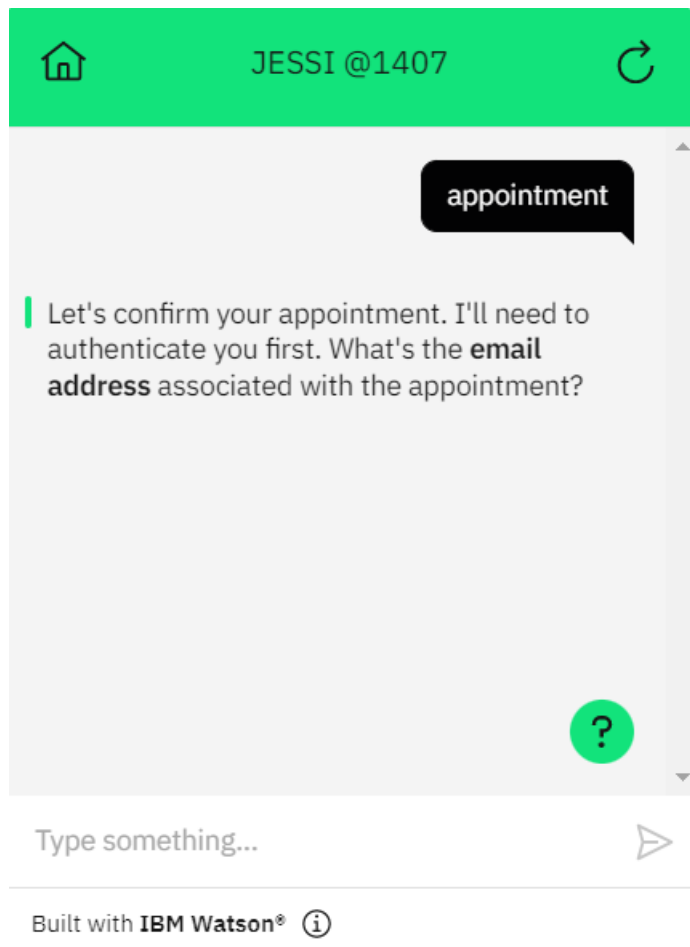 JESSI @1407
appointment
Let's confirm your appointment. I'll need to
authenticate you first. What's the email
address associated with the appointment?
?
Type something...
Built with IBM Watson® i